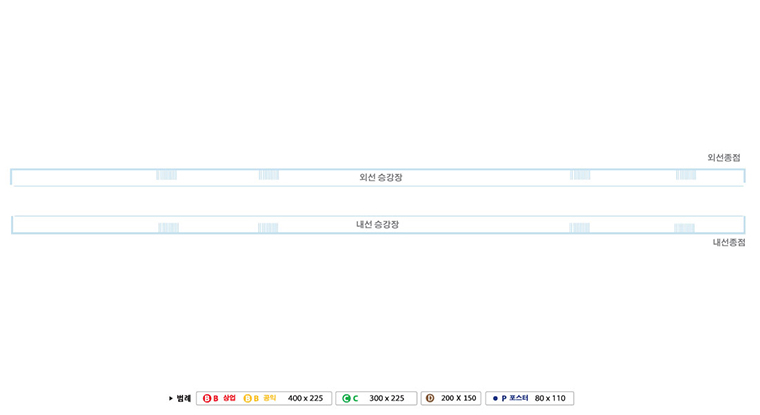 외선종점
외선 승강장
내선 승강장
내선종점
▶ 범례 B B 상업 B B 공익 400 x 225 C C 300 x 225 D 200 X 150 ● P 포스터 80 x 110